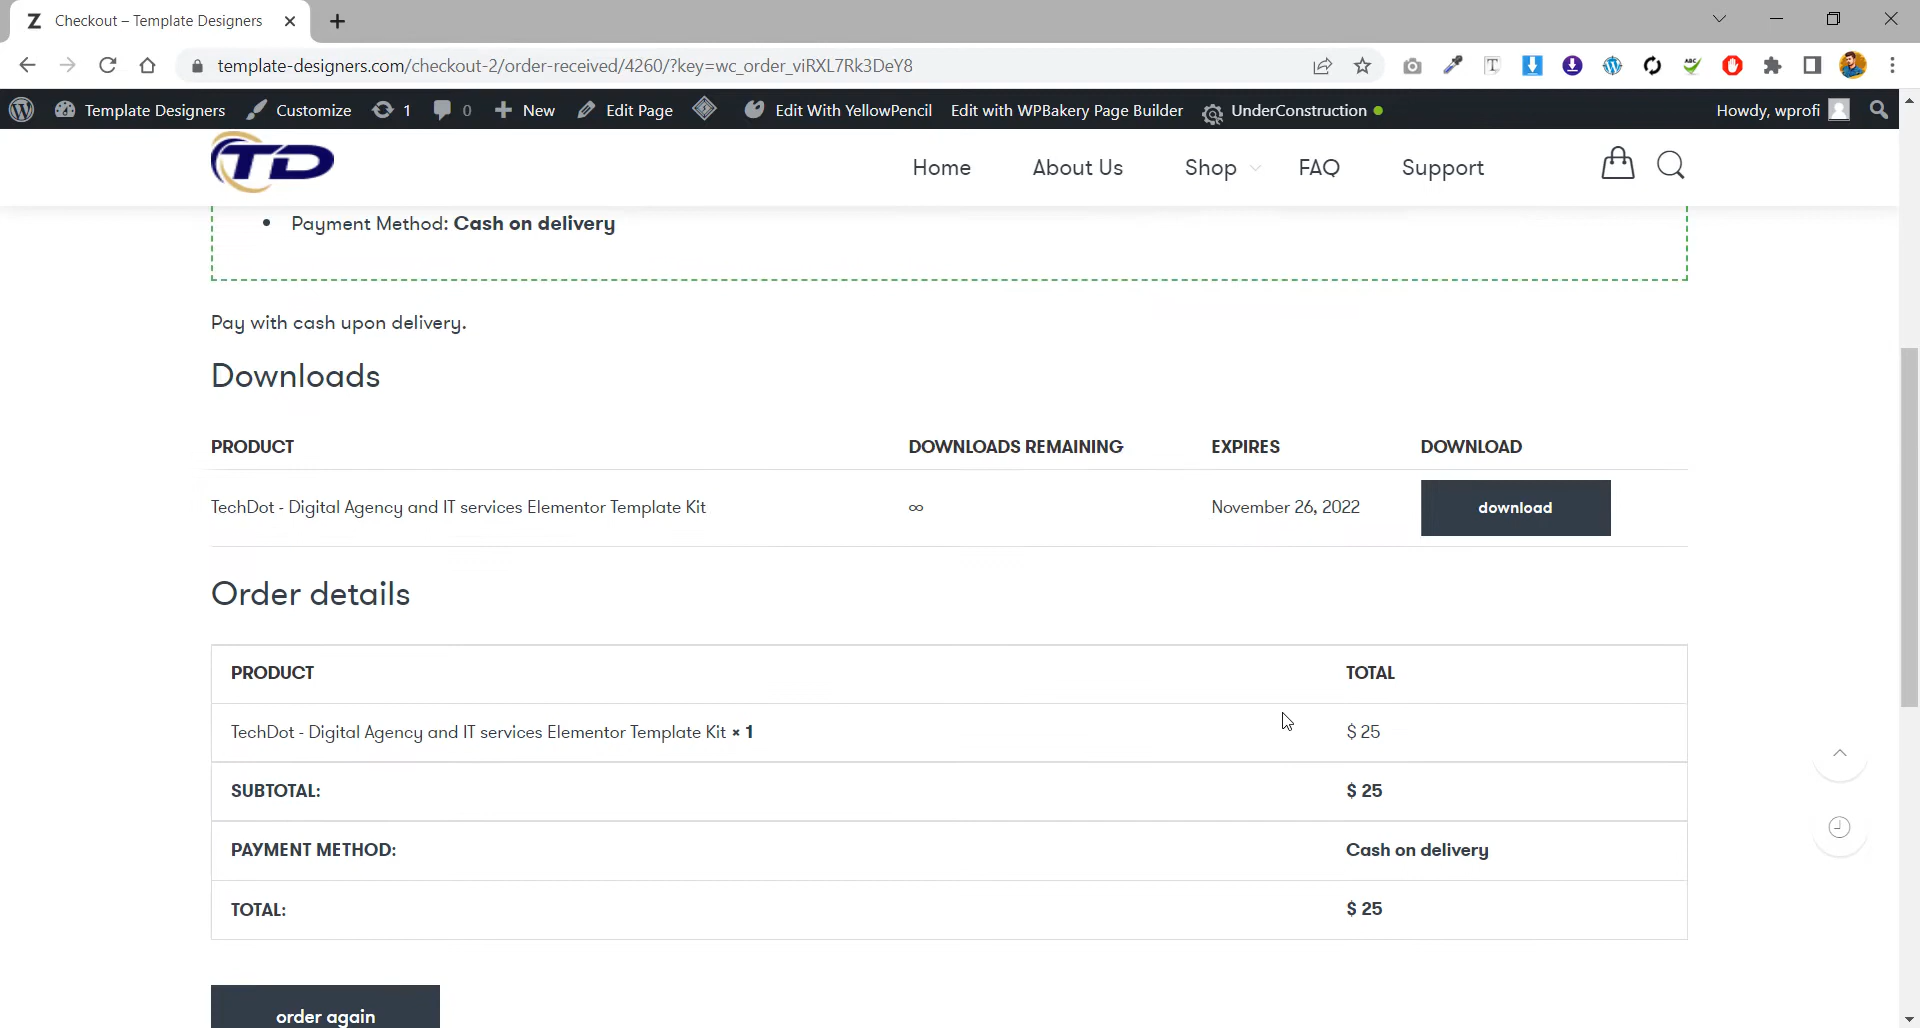 Checkout – Template Designers
template-designers.com/checkout-2/order-received/4260/?key=wc_order_viRXL7Rk3DeY8
Template Designers Customize 1 0 New Edit Page Edit With YellowPencil Edit with WPBakery Page Builder UnderConstruction Howdy, wprofi
TD Home About Us Shop FAQ Support
• Payment Method: Cash on delivery
Pay with cash upon delivery.
Downloads
PRODUCT DOWNLOADS REMAINING EXPIRES DOWNLOAD
TechDot - Digital Agency and IT services Elementor Template Kit ∞ November 26, 2022 download
Order details
PRODUCT TOTAL
TechDot - Digital Agency and IT services Elementor Template Kit × 1 $ 25
SUBTOTAL: $ 25
PAYMENT METHOD: Cash on delivery
TOTAL: $ 25
order again